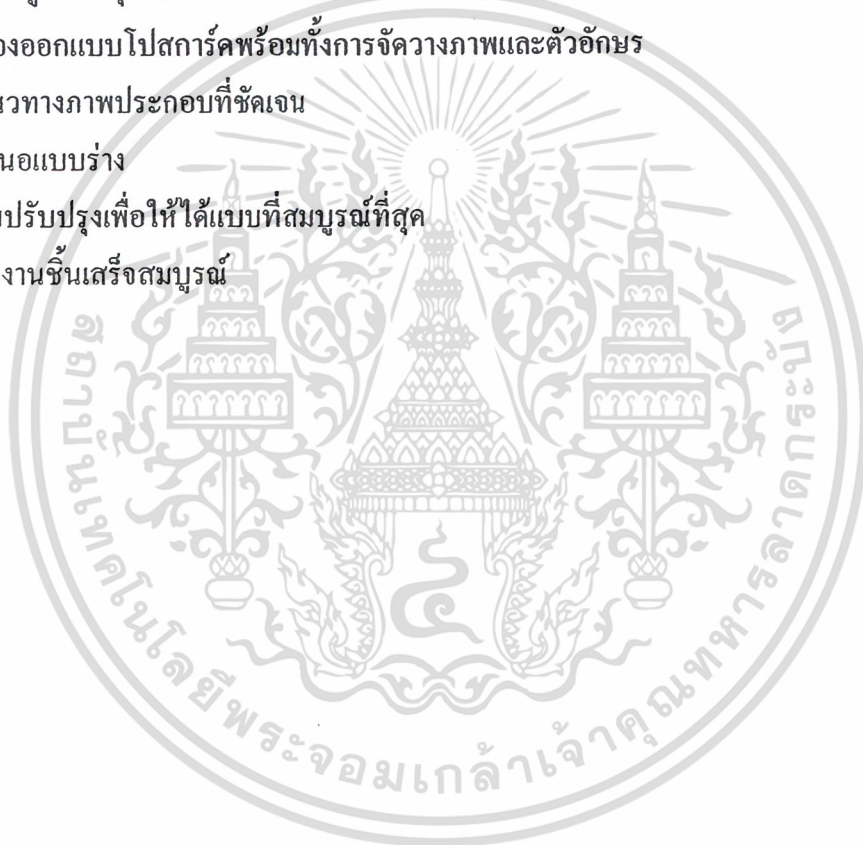 องออกแบบโปสการ์ดพร้อมทั้งการจัดวางภาพและตัวอักษร
นวทางภาพประกอบที่ชัดเจน
นอแบบร่าง
ปรับปรุงเพื่อให้ได้แบบที่สมบูรณ์ที่สุด
งานชิ้นเสร็จสมบูรณ์
สถาบันเทคโนโลยีพระจอมเกล้าเจ้าคุณทหารลาดกระบัง
๔